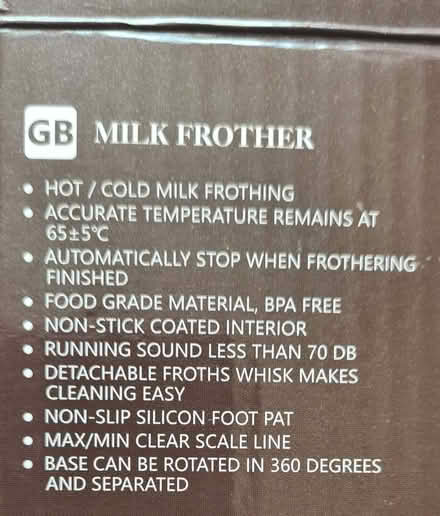 GB MILK FROTHER
• HOT / COLD MILK FROTHING
• ACCURATE TEMPERATURE REMAINS AT
65±5℃
• AUTOMATICALLY STOP WHEN FROTHERING
FINISHED
• FOOD GRADE MATERIAL, BPA FREE
• NON-STICK COATED INTERIOR
• RUNNING SOUND LESS THAN 70 DB
• DETACHABLE FROTHS WHISK MAKES
CLEANING EASY
• NON-SLIP SILICON FOOT PAT
• MAX/MIN CLEAR SCALE LINE
• BASE CAN BE ROTATED IN 360 DEGREES
AND SEPARATED